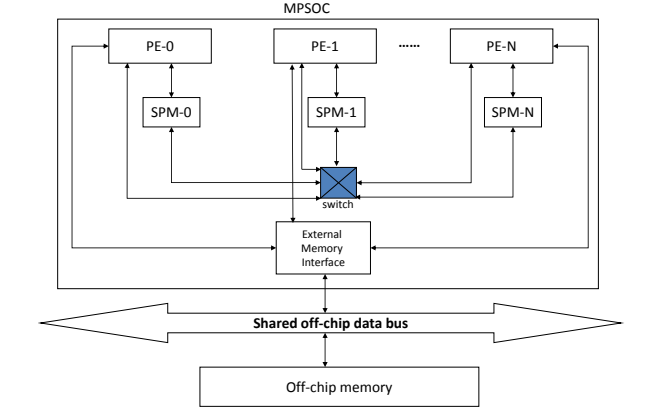 MPSOC
PE-0
PE-1
......
PE-N
SPM-0
SPM-1
SPM-N
switch
External
Memory
Interface
Shared off-chip data bus
Off-chip memory